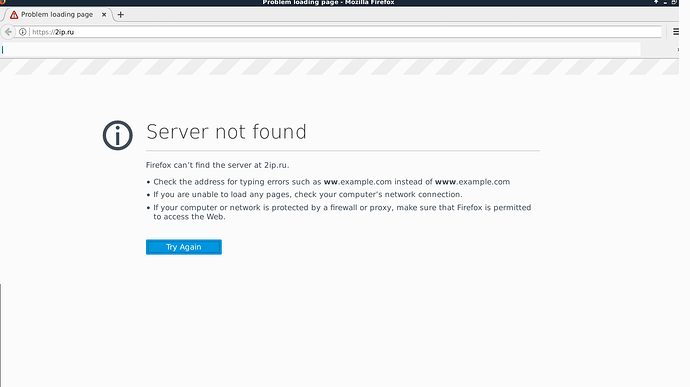 Problem loading page - Mozilla Firefox
Problem loading page
https://2ip.ru
Server not found
Firefox can't find the server at 2ip.ru.
• Check the address for typing errors such as ww.example.com instead of www.example.com
• If you are unable to load any pages, check your computer's network connection.
• If your computer or network is protected by a firewall or proxy, make sure that Firefox is permitted
to access the Web.
Try Again